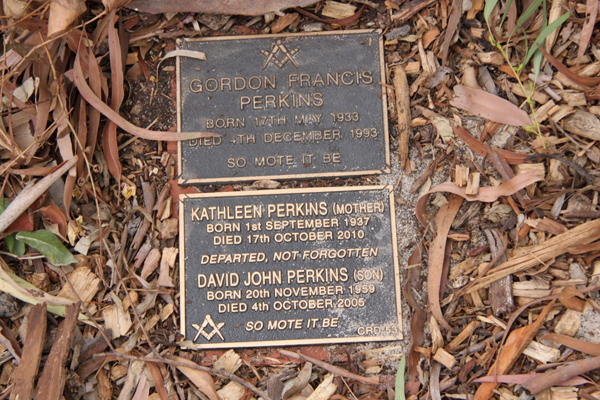 GORDON FRANCIS
PERKINS
BORN 17TH MAY 1933
DIED 4TH DECEMBER 1993
SO MOTE IT BE
KATHLEEN PERKINS (MOTHER)
BORN 1ST SEPTEMBER 1937
DIED 17TH OCTOBER 2010
DEPARTED, NOT FORGOTTEN
DAVID JOHN PERKINS (SON)
BORN 20TH NOVEMBER 1959
DIED 4TH OCTOBER 2005
SO MOTE IT BE